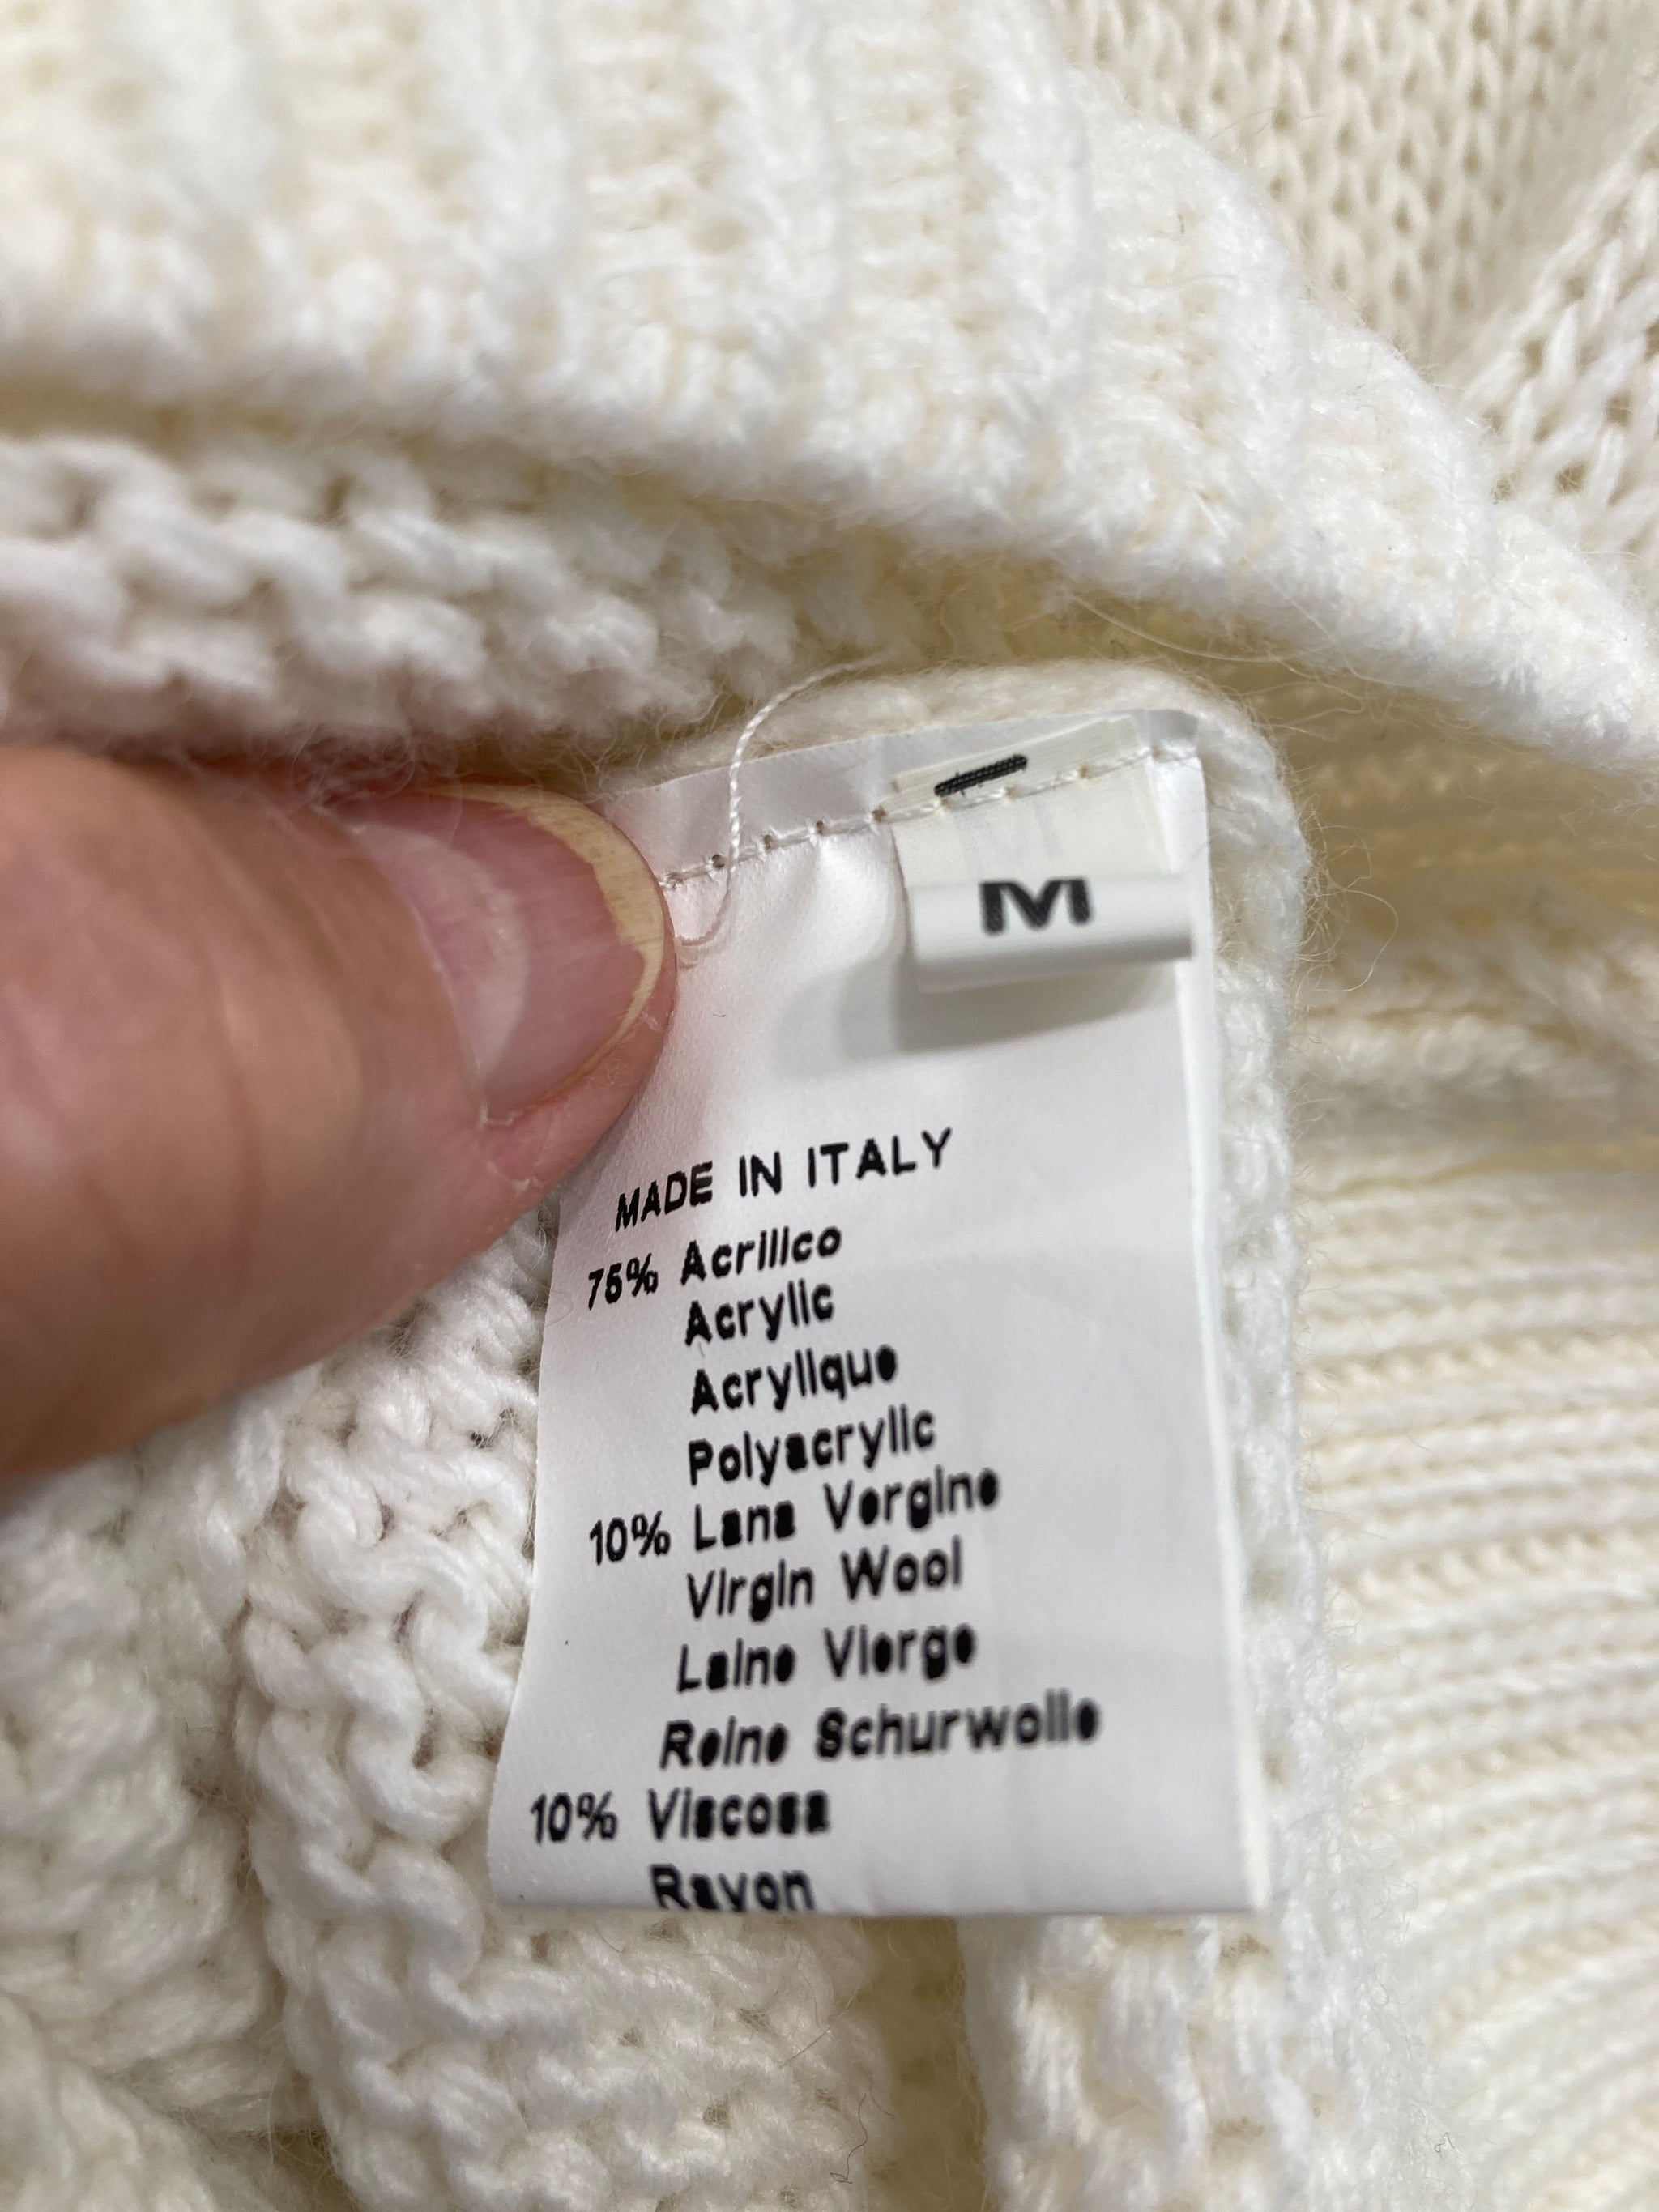 M
MADE IN ITALY
75% Acrilico
Acrylic
Acrylique
Polyacrylic
10% Lana Vergine
Virgin Wool
Laine Vierge
Reine Schurwolle
10% Viscosa
Rayon